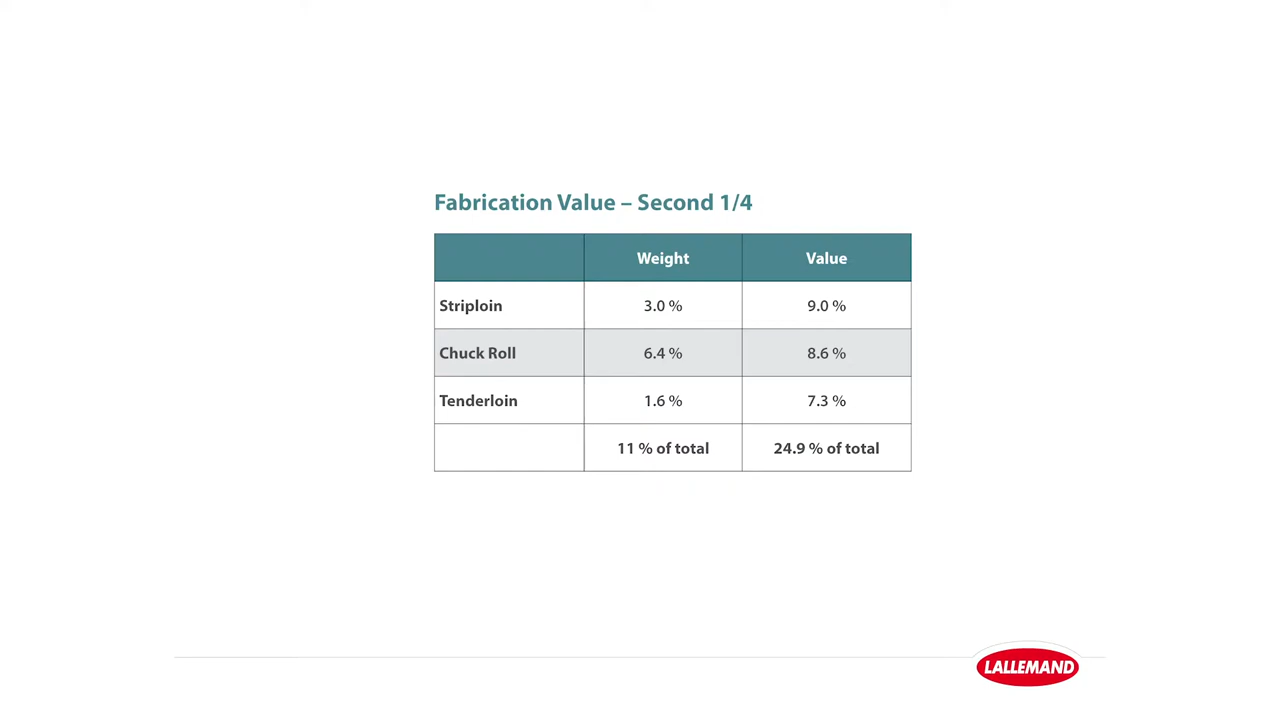 Fabrication Value – Second 1/4
Weight Value
Striploin 3.0 % 9.0 %
Chuck Roll 6.4 % 8.6 %
Tenderloin 1.6 % 7.3 %
11 % of total 24.9 % of total
LALLEMAND